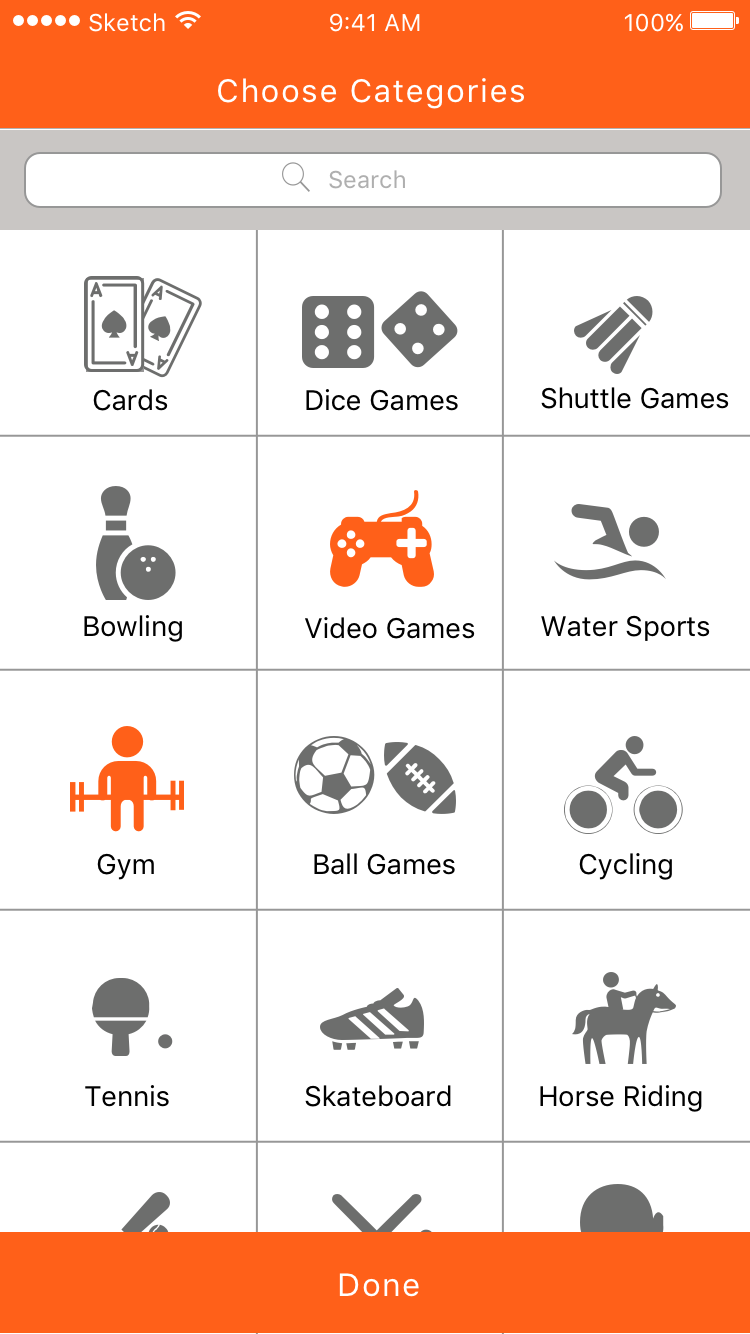 Sketch 9:41 AM 100%
Choose Categories
Search
A A A A
Cards Dice Games Shuttle Games
Bowling Video Games Water Sports
Gym Ball Games Cycling
Tennis Skateboard Horse Riding
Done